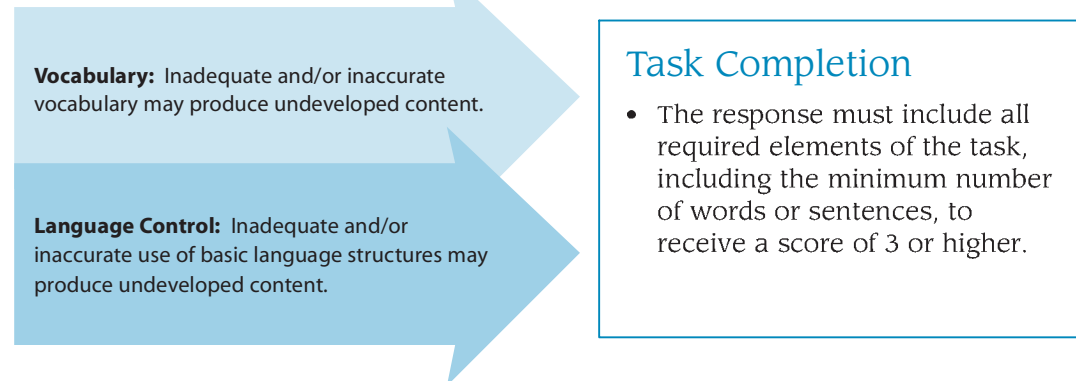 Vocabulary: Inadequate and/or inaccurate
vocabulary may produce undeveloped content.
Language Control: Inadequate and/or
inaccurate use of basic language structures may
produce undeveloped content.
Task Completion
• The response must include all
required elements of the task,
including the minimum number
of words or sentences, to
receive a score of 3 or higher.